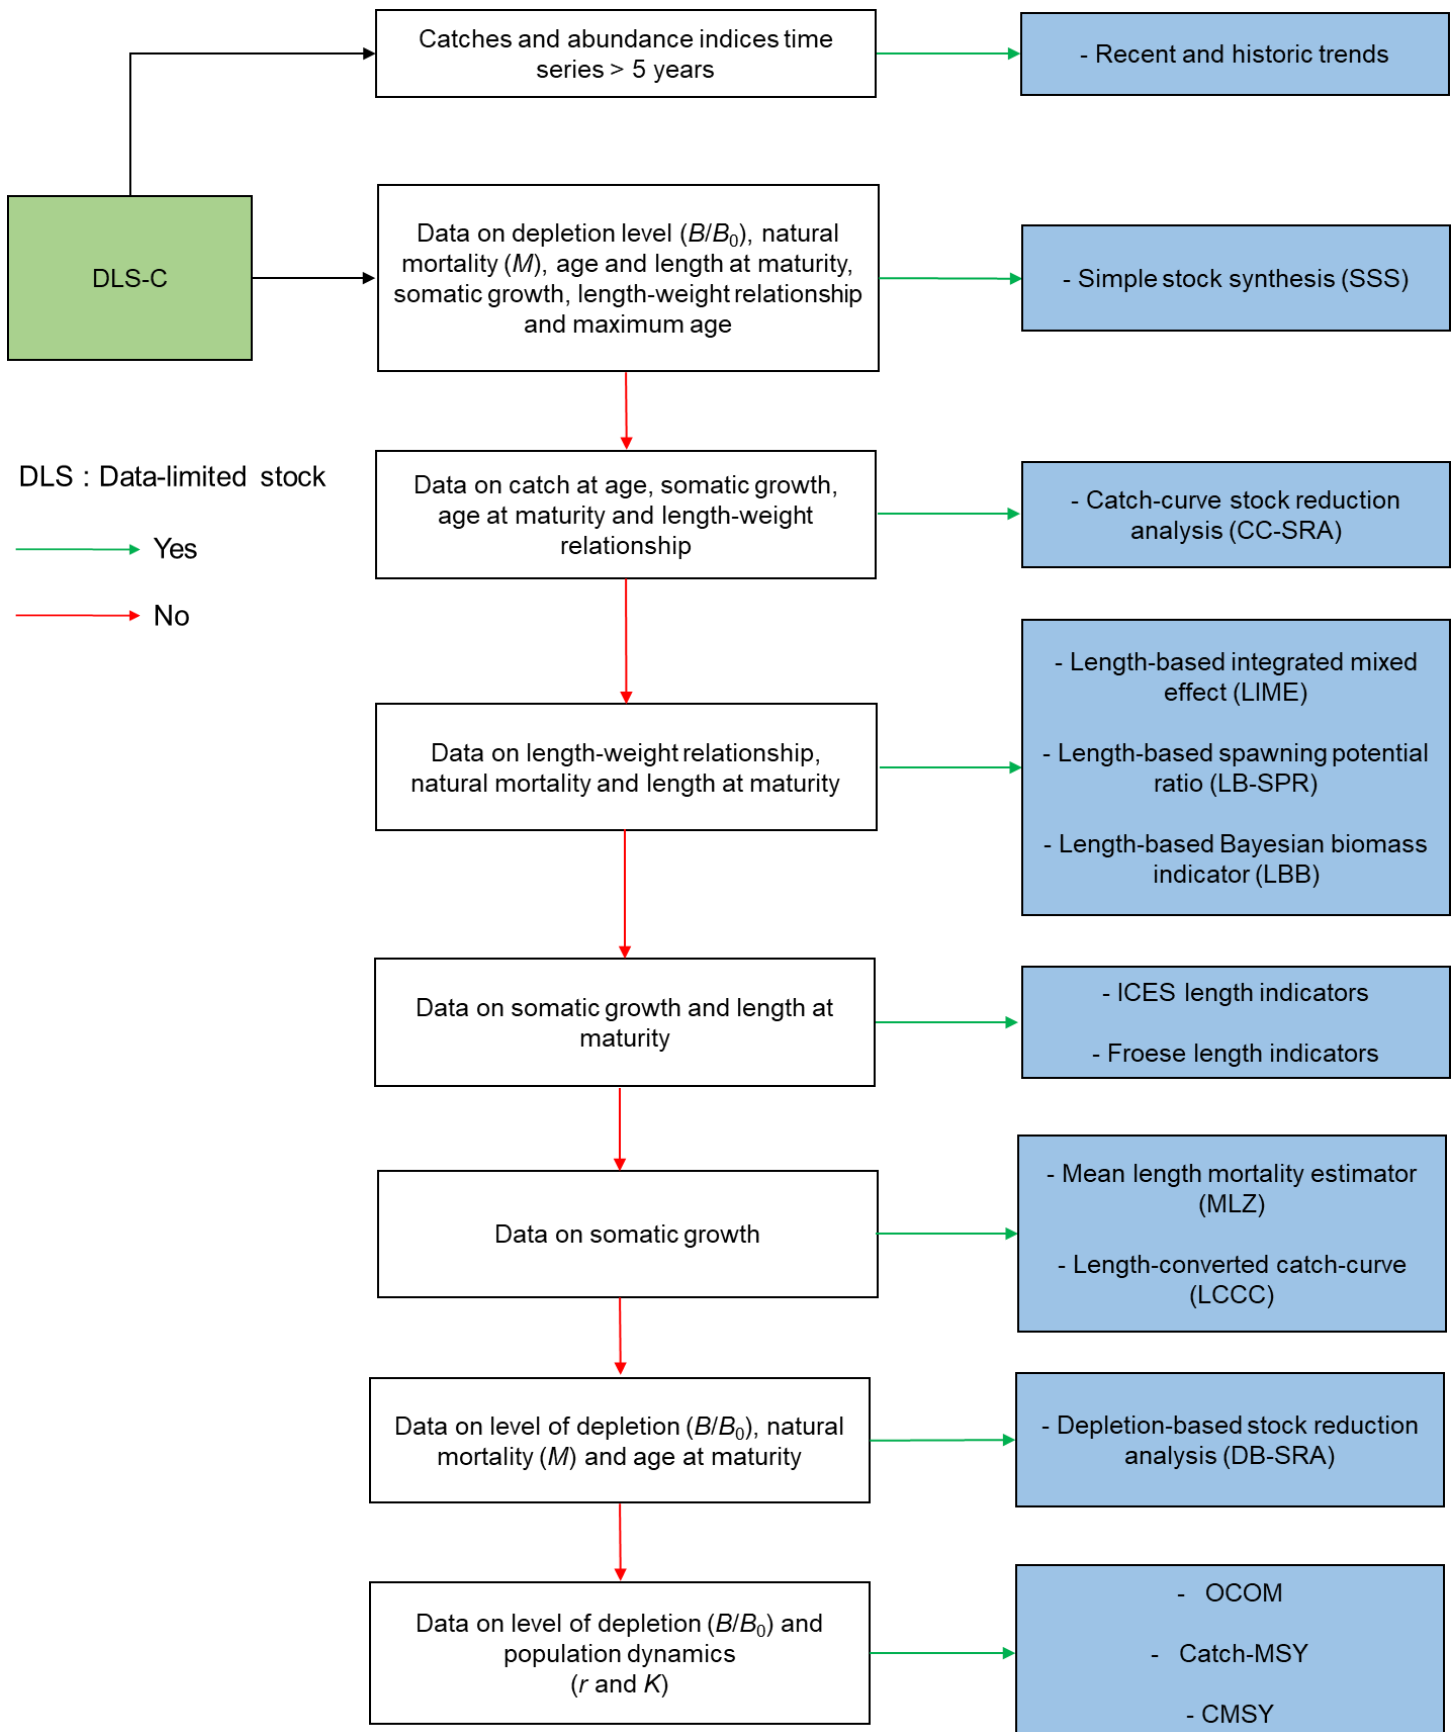 Catches and abundance indices time
series > 5 years
- Recent and historic trends
DLS-C
Data on depletion level (B/B₀), natural
mortality (M), age and length at maturity,
somatic growth, length-weight relationship
and maximum age
- Simple stock synthesis (SSS)
DLS : Data-limited stock
Yes
No
Data on catch at age, somatic growth,
age at maturity and length-weight
relationship
- Catch-curve stock reduction
analysis (CC-SRA)
Data on length-weight relationship,
natural mortality and length at maturity
- Length-based integrated mixed
effect (LIME)
- Length-based spawning potential
ratio (LB-SPR)
- Length-based Bayesian biomass
indicator (LBB)
Data on somatic growth and length at
maturity
- ICES length indicators
- Froese length indicators
Data on somatic growth
- Mean length mortality estimator
(MLZ)
- Length-converted catch-curve
(LCCC)
Data on level of depletion (B/B₀), natural
mortality (M) and age at maturity
- Depletion-based stock reduction
analysis (DB-SRA)
Data on level of depletion (B/B₀) and
population dynamics
(r and K)
- OCOM
- Catch-MSY
- CMSY